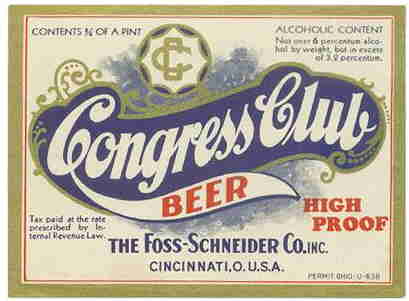 CONTENTS ¾ OF A PINT
ALCOHOLIC CONTENT
Not over 6 percentum alco-
hol by weight, but in excess
of 3.2 percentum.
CC
Congress Club
BEER
HIGH
PROOF
Tax paid at the rate
prescribed by In-
ternal Revenue Law.
THE FOSS-SCHNEIDER CO. INC.
CINCINNATI, O. U.S.A.
PERMIT OHIO-U-638